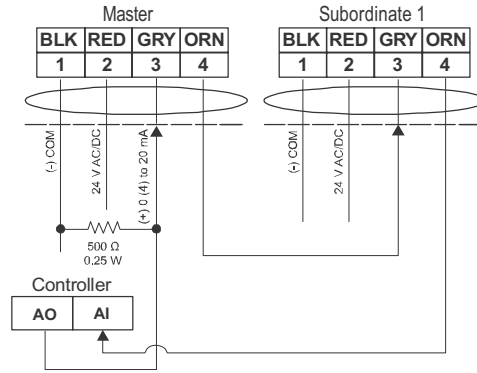 Master
Subordinate 1
BLK RED GRY ORN
1 2 3 4
BLK RED GRY ORN
1 2 3 4
(-) COM
24 V AC/DC
(+) 0 (4) to 20 mA
(-) COM
24 V AC/DC
500 Ω
0.25 W
Controller
AO AI